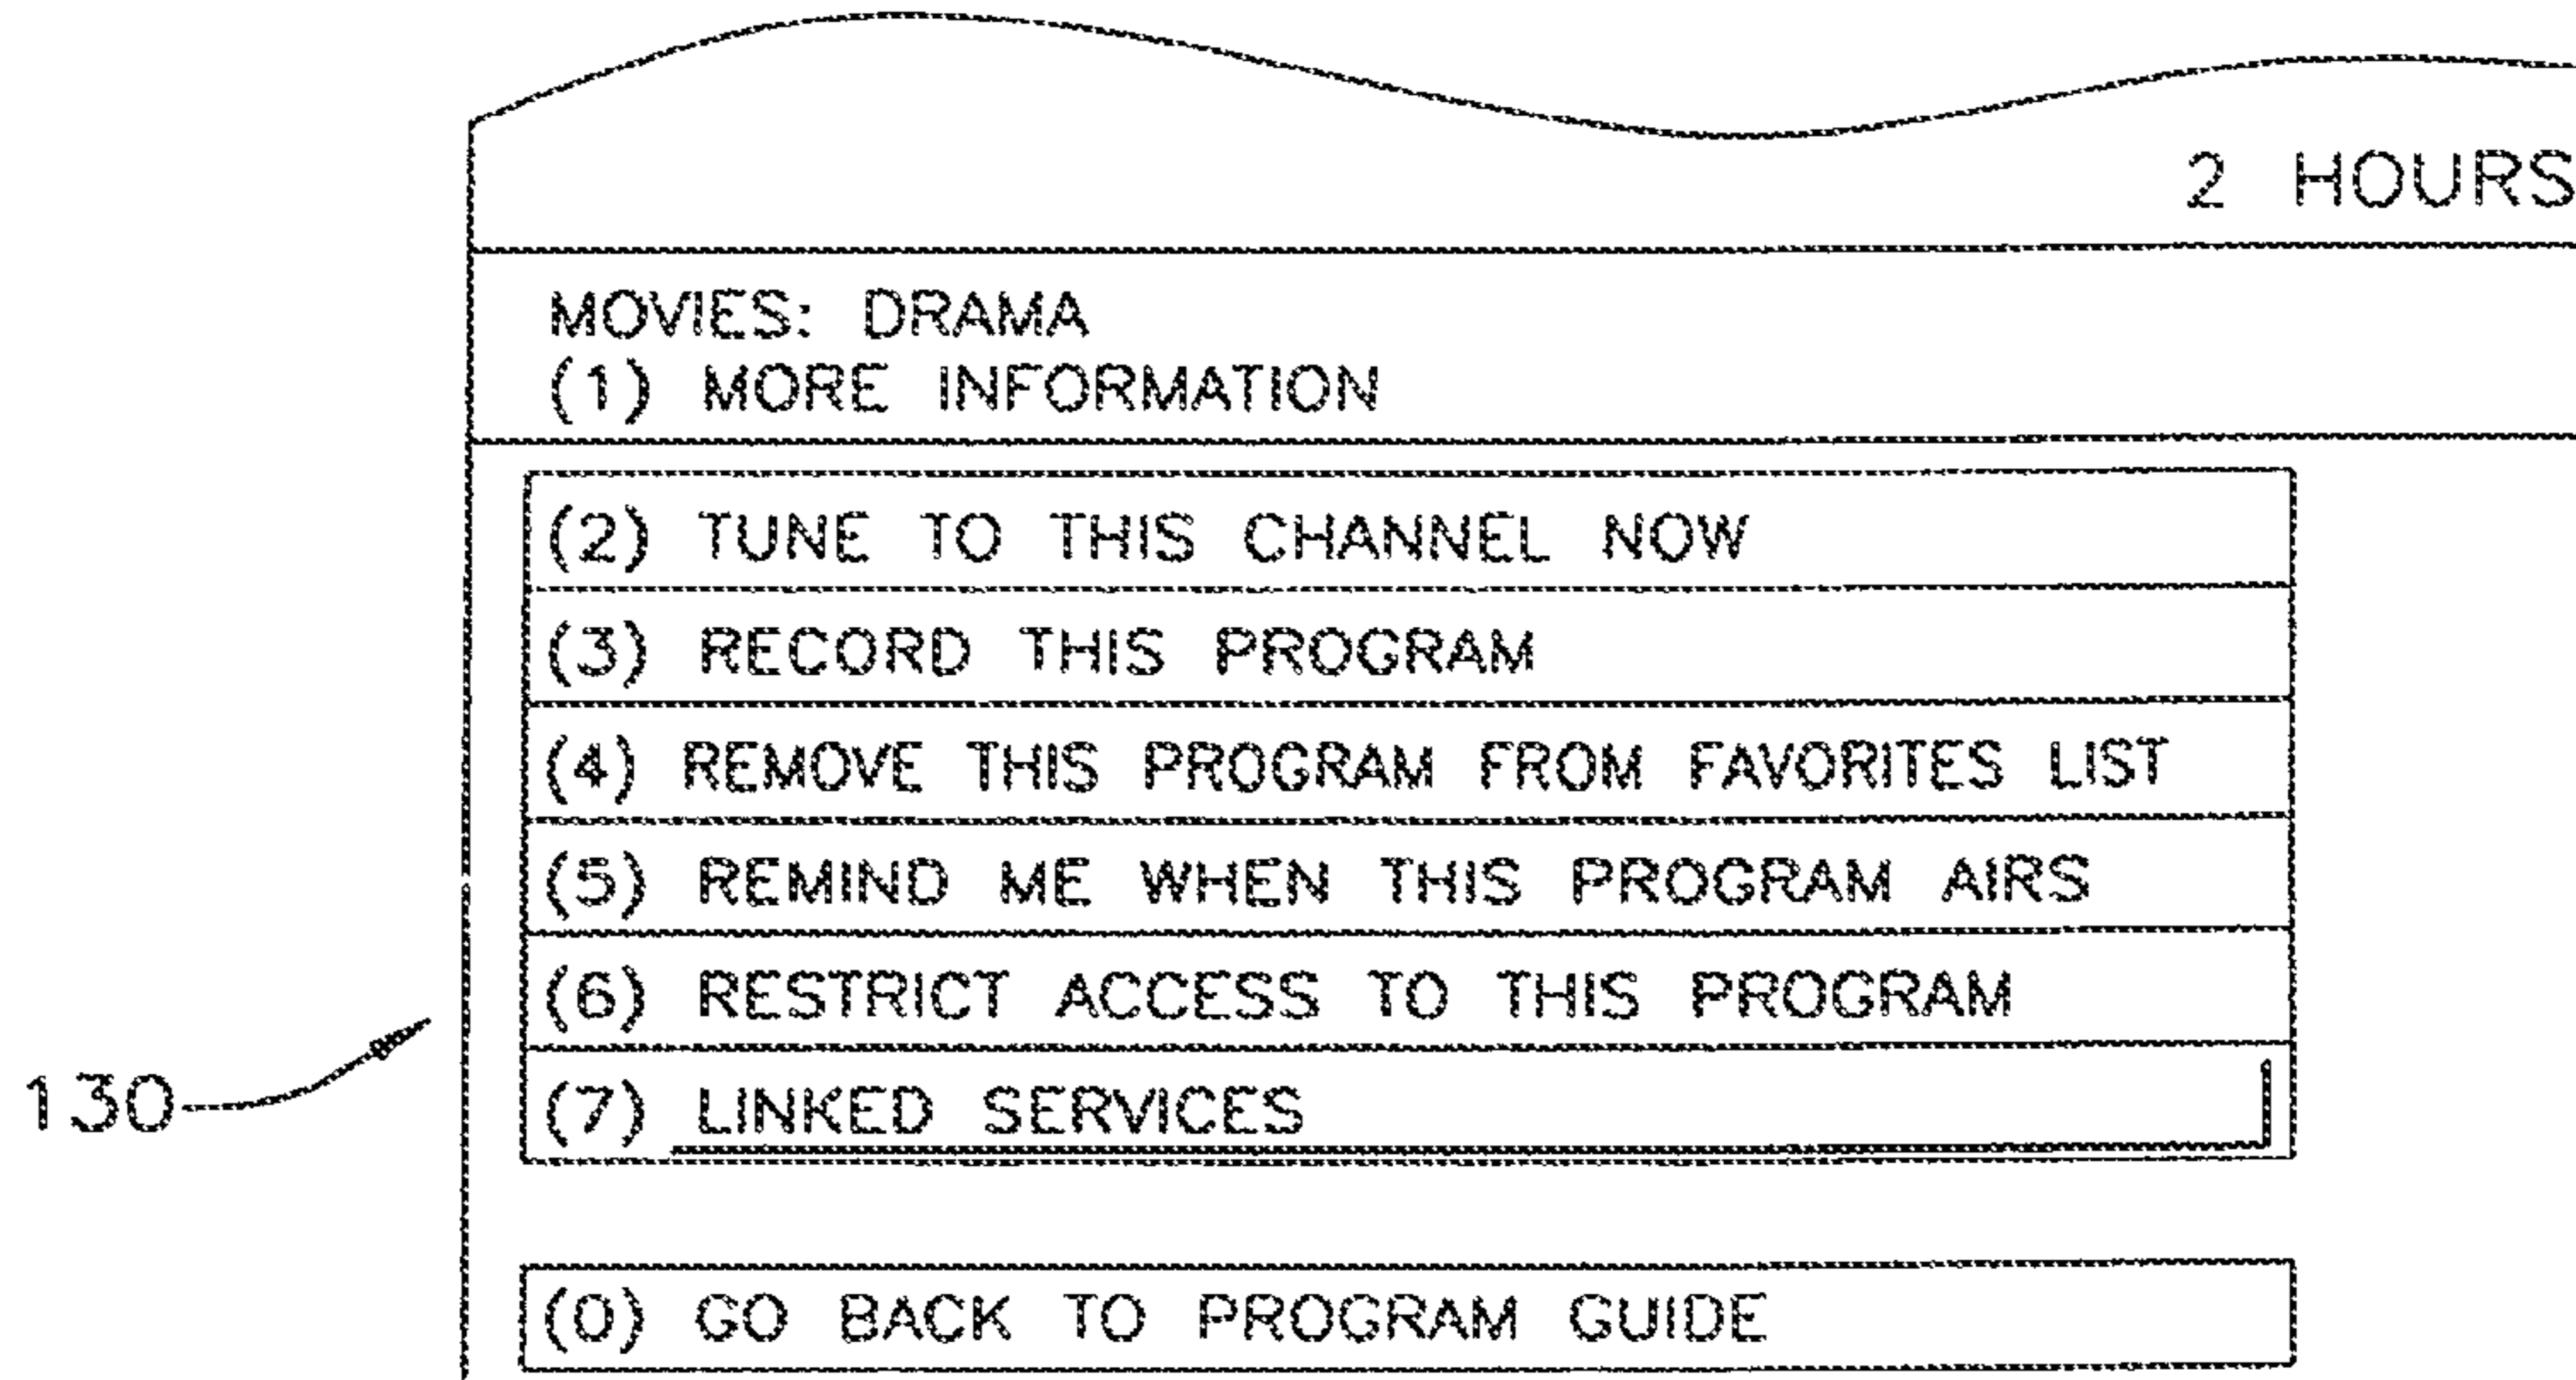 2 HOURS
MOVIES: DRAMA
(1) MORE INFORMATION
(2) TUNE TO THIS CHANNEL NOW
(3) RECORD THIS PROGRAM
(4) REMOVE THIS PROGRAM FROM FAVORITES LIST
(5) REMIND ME WHEN THIS PROGRAM AIRS
(6) RESTRICT ACCESS TO THIS PROGRAM
130
(7) LINKED SERVICES
(0) GO BACK TO PROGRAM GUIDE